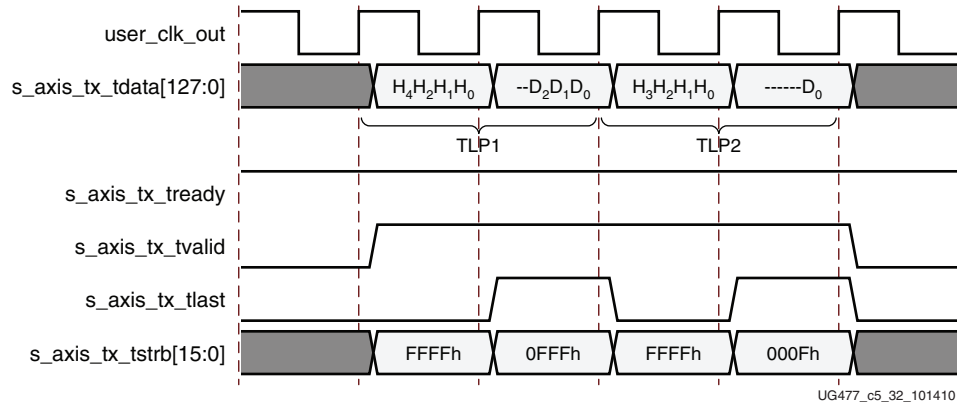 user_clk_out
s_axis_tx_tdata[127:0] H₄H₂H₁H₀ --D₂D₁D₀ H₃H₂H₁H₀ ------D₀
TLP1 TLP2
s_axis_tx_tready
s_axis_tx_tvalid
s_axis_tx_tlast
s_axis_tx_tstrb[15:0] FFFFh 0FFFh FFFFh 000Fh
UG477_c5_32_101410